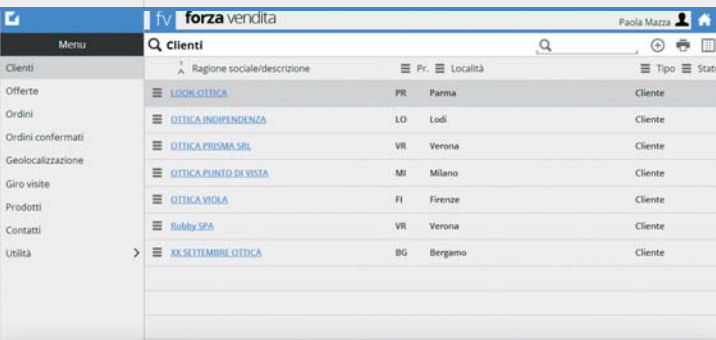 fv forza vendita
Paola Mazza
Menu
Clienti
Clienti
Ragione sociale/descrizione Pr. Località Tipo Stat
Offerte
Ordini
Ordini confermati
Geolocalizzazione
Giro visite
Prodotti
Contatti
Utilità
LOOK OTTICA PR Parma Cliente
OTTICA INDIPENDENZA LO Lodi Cliente
OTTICA PRISMA SRL VR Verona Cliente
OTTICA PUNTO DI VISTA MI Milano Cliente
OTTICA VIOLA FI Firenze Cliente
Robby SPA VR Verona Cliente
XX SETTEMBRE OTTICA BG Bergamo Cliente